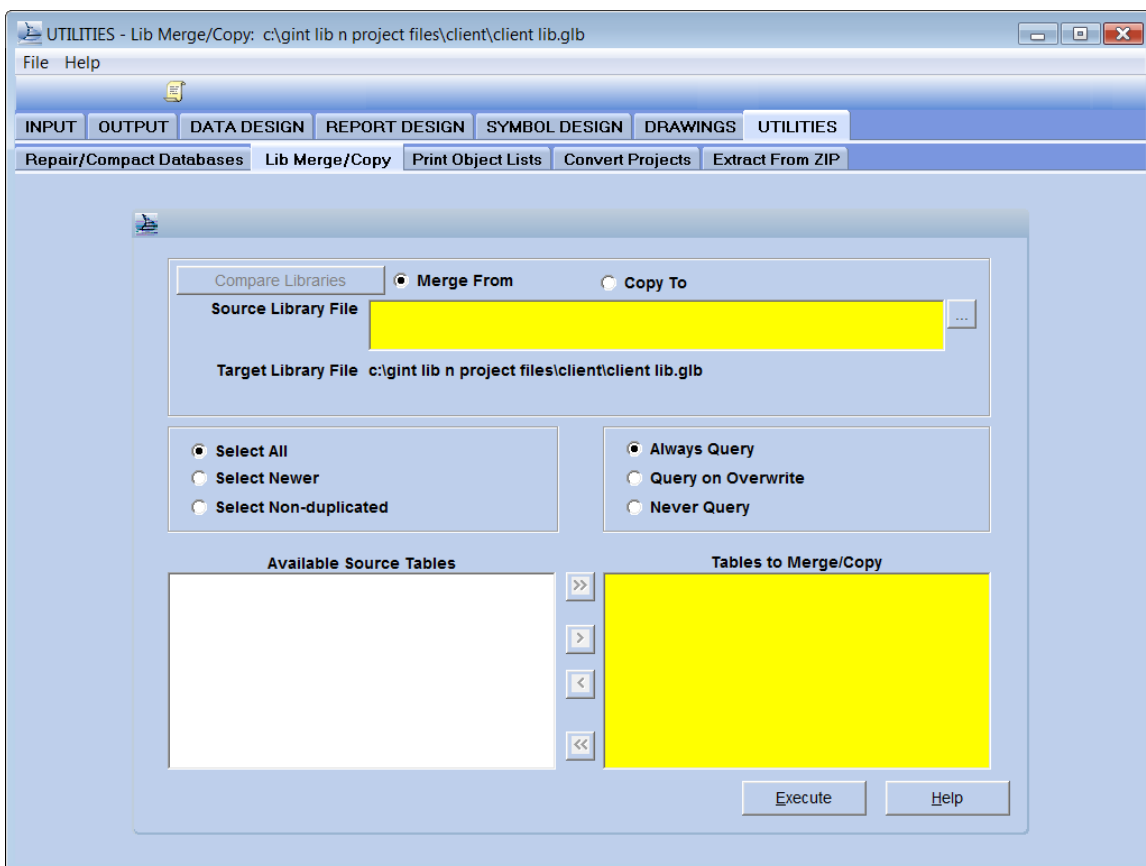 UTILITIES - Lib Merge/Copy: c:\gint lib n project files\client\client lib.glb
File Help
INPUT OUTPUT DATA DESIGN REPORT DESIGN SYMBOL DESIGN DRAWINGS UTILITIES
Repair/Compact Databases Lib Merge/Copy Print Object Lists Convert Projects Extract From ZIP
Compare Libraries Merge From Copy To
Source Library File ...
Target Library File c:\gint lib n project files\client\client lib.glb
Select All
Select Newer
Select Non-duplicated
Always Query
Query on Overwrite
Never Query
Available Source Tables Tables to Merge/Copy
>>
>
<
<<
Execute Help